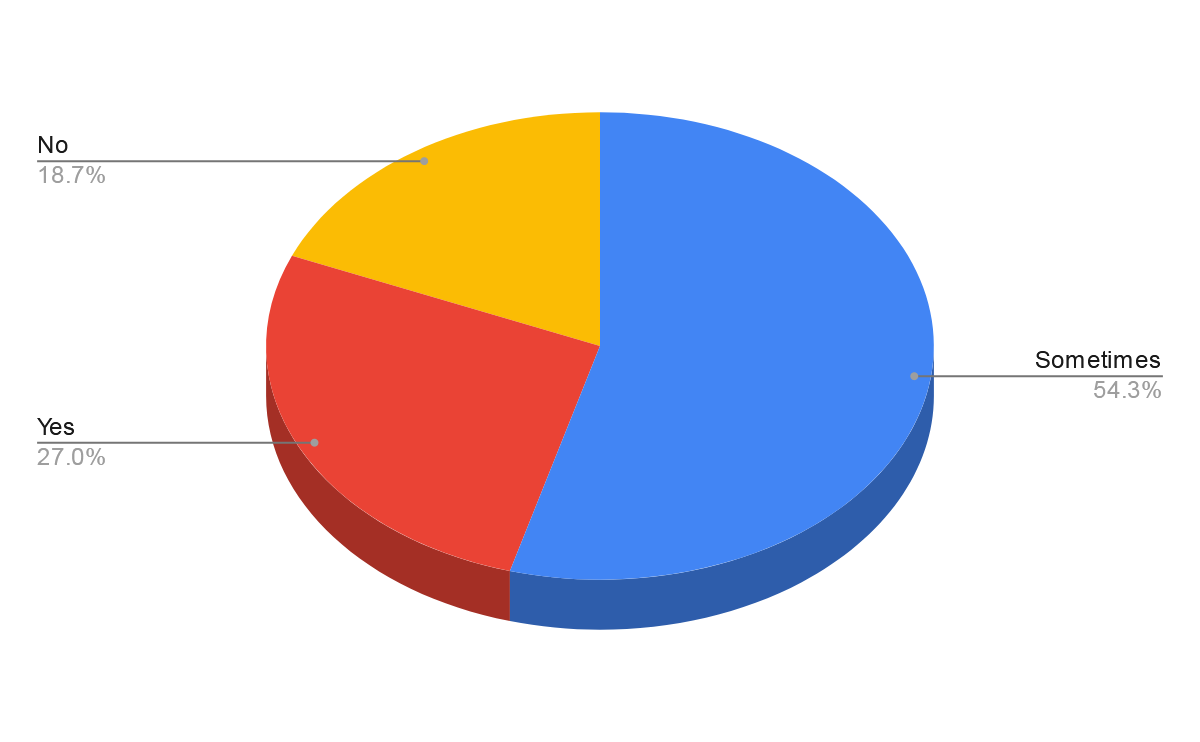 No
18.7%
Sometimes
54.3%
Yes
27.0%